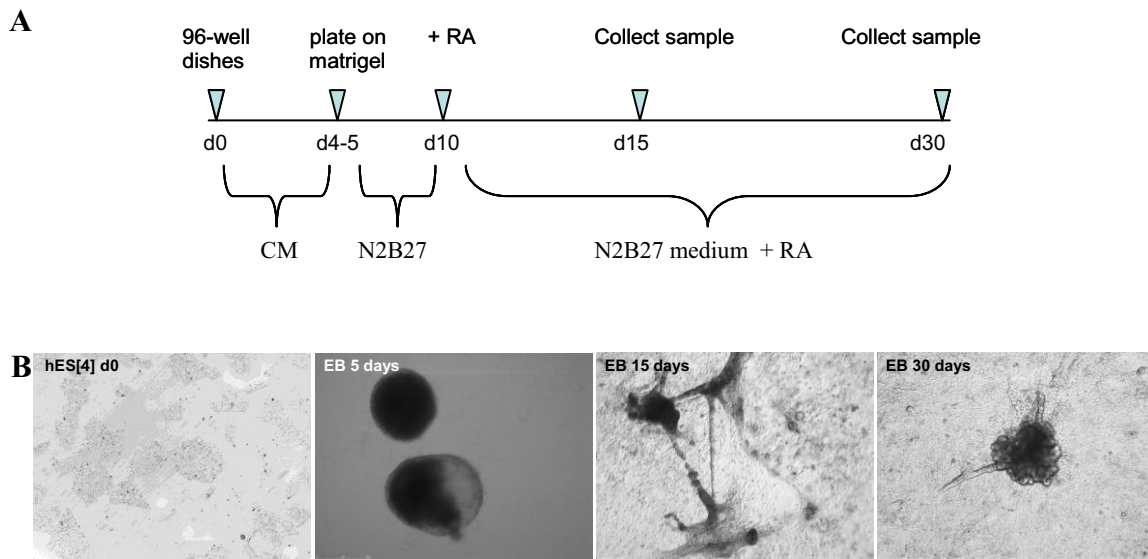 A
96-well
dishes
plate on
matrigel
+ RA
Collect sample
Collect sample
d0
d4-5
d10
d15
d30
CM
N2B27
N2B27 medium + RA
B
hES[4] d0
EB 5 days
EB 15 days
EB 30 days